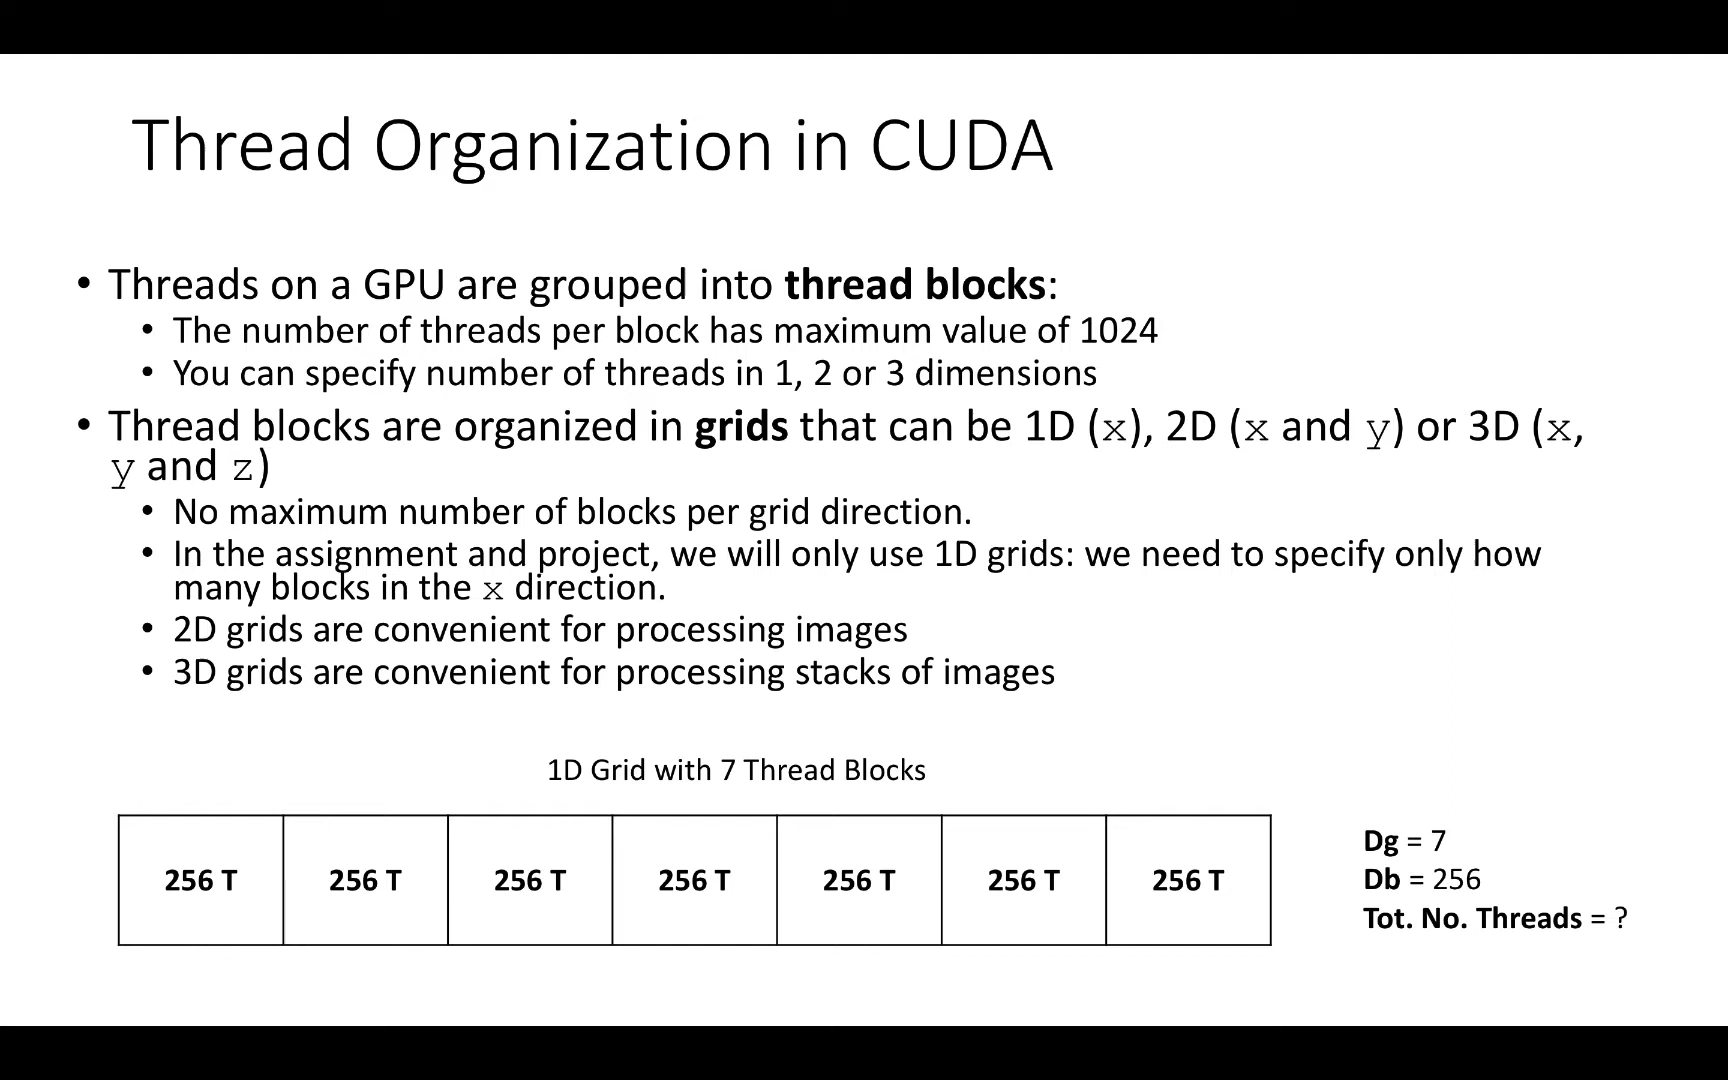 Thread Organization in CUDA
• Threads on a GPU are grouped into thread blocks:
• The number of threads per block has maximum value of 1024
• You can specify number of threads in 1, 2 or 3 dimensions
• Thread blocks are organized in grids that can be 1D (x), 2D (x and y) or 3D (x,
y and z)
• No maximum number of blocks per grid direction.
• In the assignment and project, we will only use 1D grids: we need to specify only how
many blocks in the x direction.
• 2D grids are convenient for processing images
• 3D grids are convenient for processing stacks of images
1D Grid with 7 Thread Blocks
256 T 256 T 256 T 256 T 256 T 256 T 256 T
Dg = 7
Db = 256
Tot. No. Threads = ?